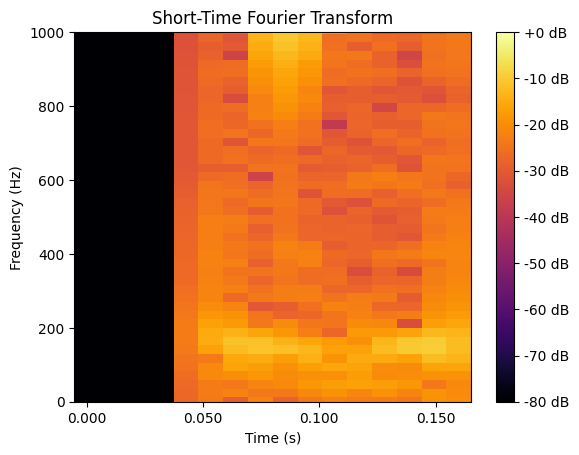 Short-Time Fourier Transform
Frequency (Hz)
1000
800
600
400
200
0
0.000
0.050
0.100
0.150
Time (s)
+0 dB
-10 dB
-20 dB
-30 dB
-40 dB
-50 dB
-60 dB
-70 dB
-80 dB